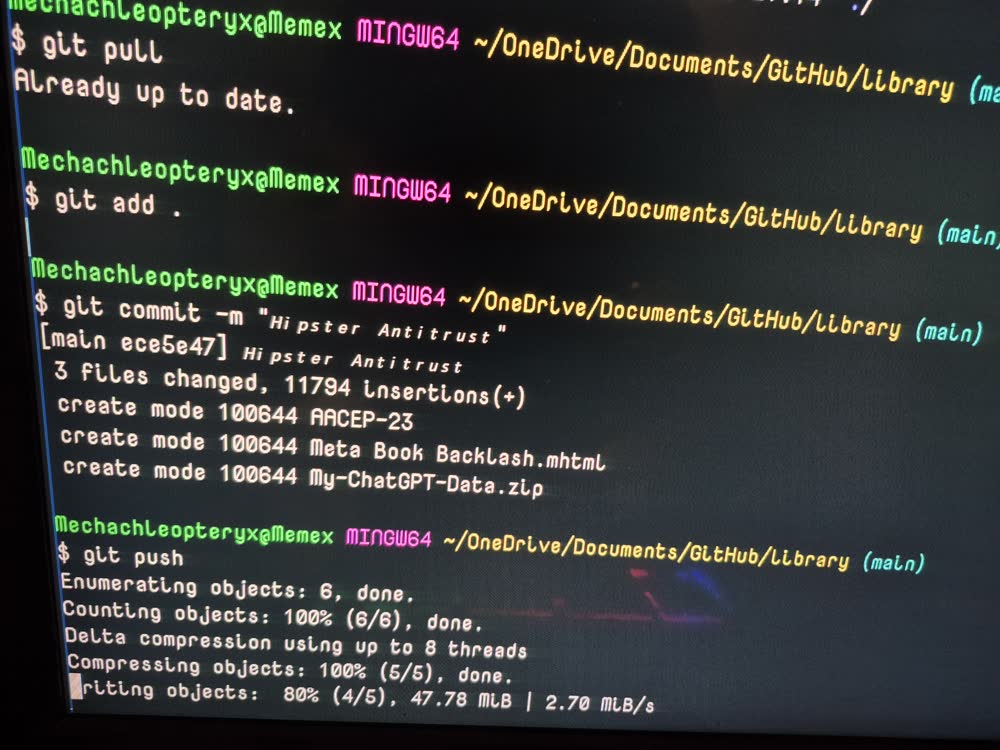 MechachLeopteryx@Memex MINGW64 ~/OneDrive/Documents/GitHub/library (ma
$ git pull
Already up to date.
MechachLeopteryx@Memex MINGW64 ~/OneDrive/Documents/GitHub/library (main)
$ git add .
MechachLeopteryx@Memex MINGW64 ~/OneDrive/Documents/GitHub/library (main)
$ git commit -m "Hipster Antitrust"
[main ece5e47] Hipster Antitrust
3 files changed, 11794 insertions(+)
create mode 100644 AACEP-23
create mode 100644 Meta Book Backlash.mhtml
create mode 100644 My-ChatGPT-Data.zip
MechachLeopteryx@Memex MINGW64 ~/OneDrive/Documents/GitHub/library (main)
$ git push
Enumerating objects: 6, done.
Counting objects: 100% (6/6), done.
Delta compression using up to 8 threads
Compressing objects: 100% (5/5), done.
riting objects: 80% (4/5), 47.78 MiB | 2.70 MiB/s